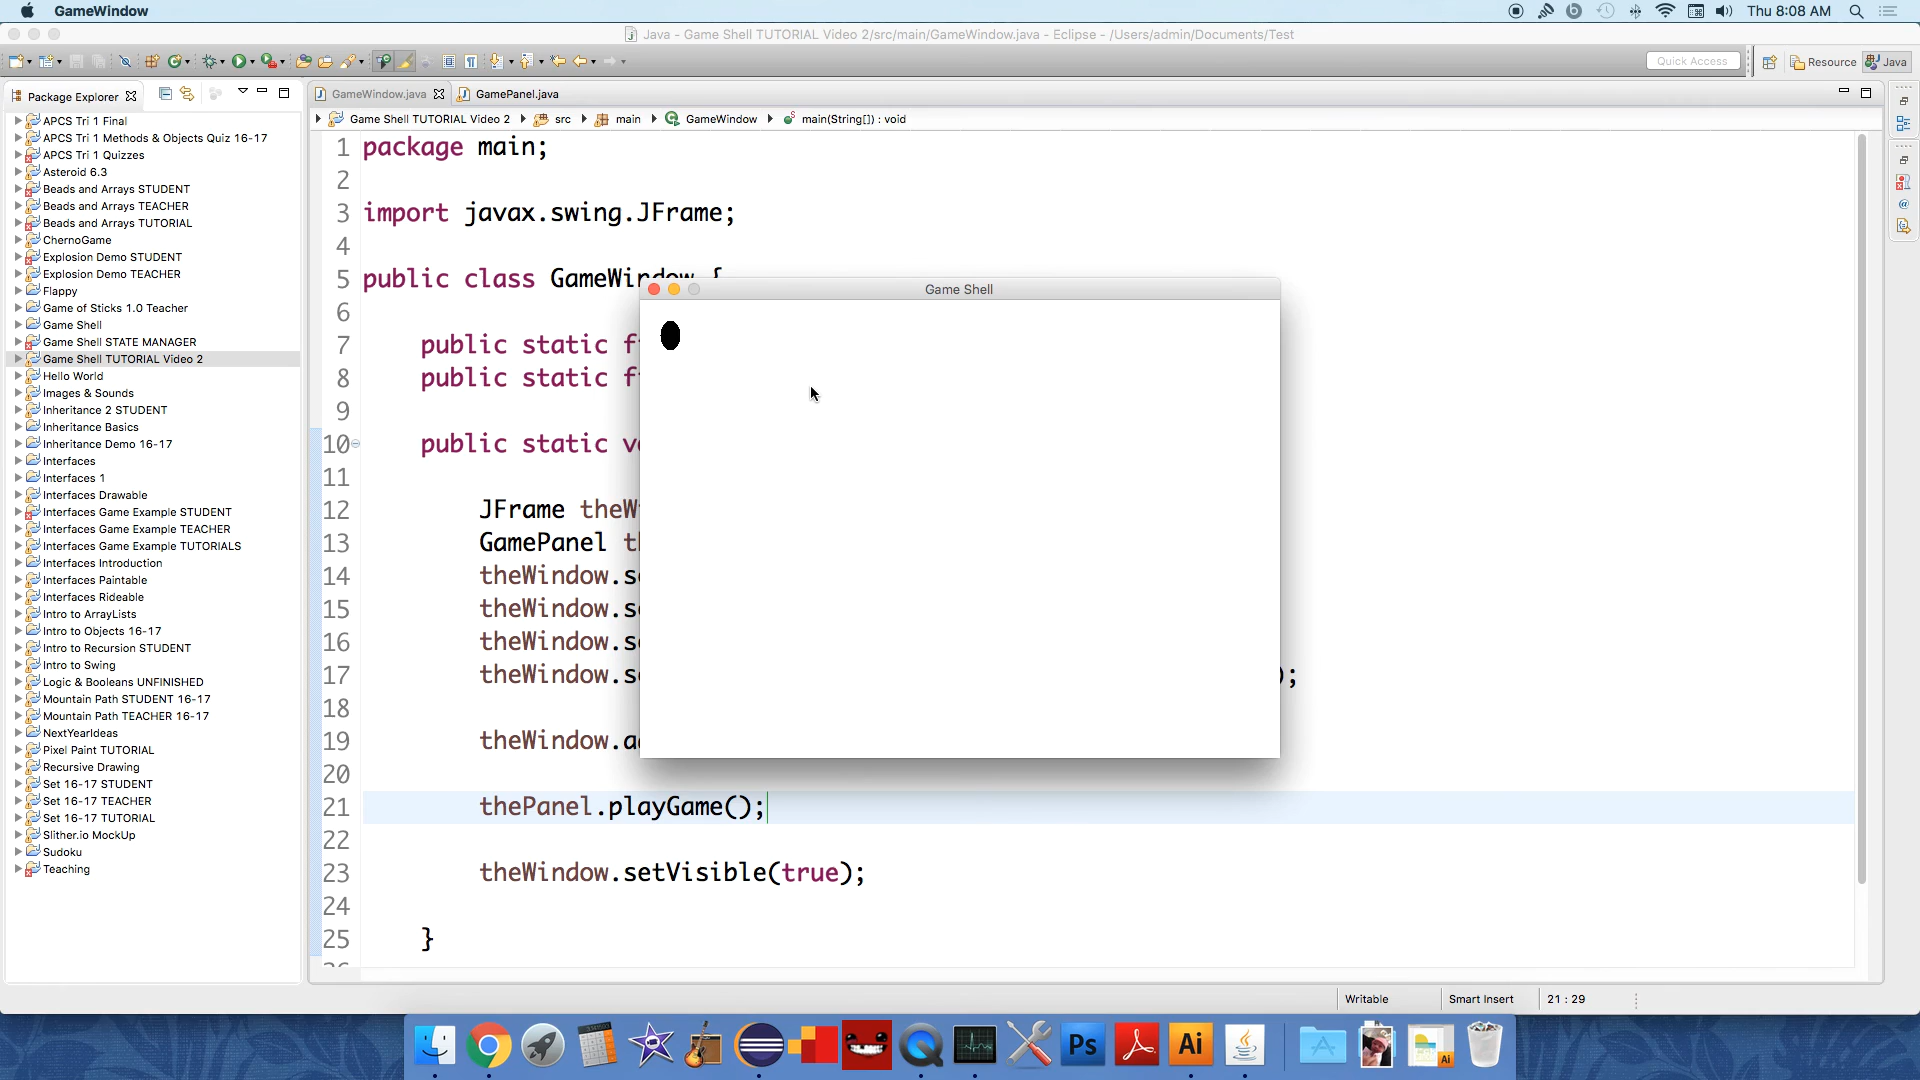 GameWindow
Thu 8:08 AM
Java - Game Shell TUTORIAL Video 2/src/main/GameWindow.java - Eclipse - /Users/admin/Documents/Test
Quick Access
Resource
Java
Package Explorer
GameWindow.java
GamePanel.java
Game Shell TUTORIAL Video 2
src
main
GameWindow
main(String[]) : void
APCS Tri 1 Final
APCS Tri 1 Methods & Objects Quiz 16-17
APCS Tri 1 Quizzes
Asteroid 6.3
Beads and Arrays STUDENT
Beads and Arrays TEACHER
Beads and Arrays TUTORIAL
ChernoGame
Explosion Demo STUDENT
Explosion Demo TEACHER
Flappy
Game of Sticks 1.0 Teacher
Game Shell
Game Shell STATE MANAGER
Game Shell TUTORIAL Video 2
Hello World
Images & Sounds
Inheritance 2 STUDENT
Inheritance Basics
Inheritance Demo 16-17
Interfaces
Interfaces 1
Interfaces Drawable
Interfaces Game Example STUDENT
Interfaces Game Example TEACHER
Interfaces Game Example TUTORIALS
Interfaces Introduction
Interfaces Paintable
Interfaces Rideable
Intro to ArrayLists
Intro to Objects 16-17
Intro to Recursion STUDENT
Intro to Swing
Logic & Booleans UNFINISHED
Mountain Path STUDENT 16-17
Mountain Path TEACHER 16-17
NextYearIdeas
Pixel Paint TUTORIAL
Recursive Drawing
Set 16-17 STUDENT
Set 16-17 TEACHER
Set 16-17 TUTORIAL
Slither.io MockUp
Sudoku
Teaching
1 package main;
2
3 import javax.swing.JFrame;
4
5 public class GameWindow {
6
7 public static
8 public static
9
10 public static
11
12 JFrame
13 GamePanel
14 theWindow.
15 theWindow.
16 theWindow.
17 theWindow. );
18
19 theWindow.
20
21 thePanel.playGame();
22
23 theWindow.setVisible(true);
24
25 }
Game Shell
Writable
Smart Insert
21 : 29
Ps
Ai
Ai